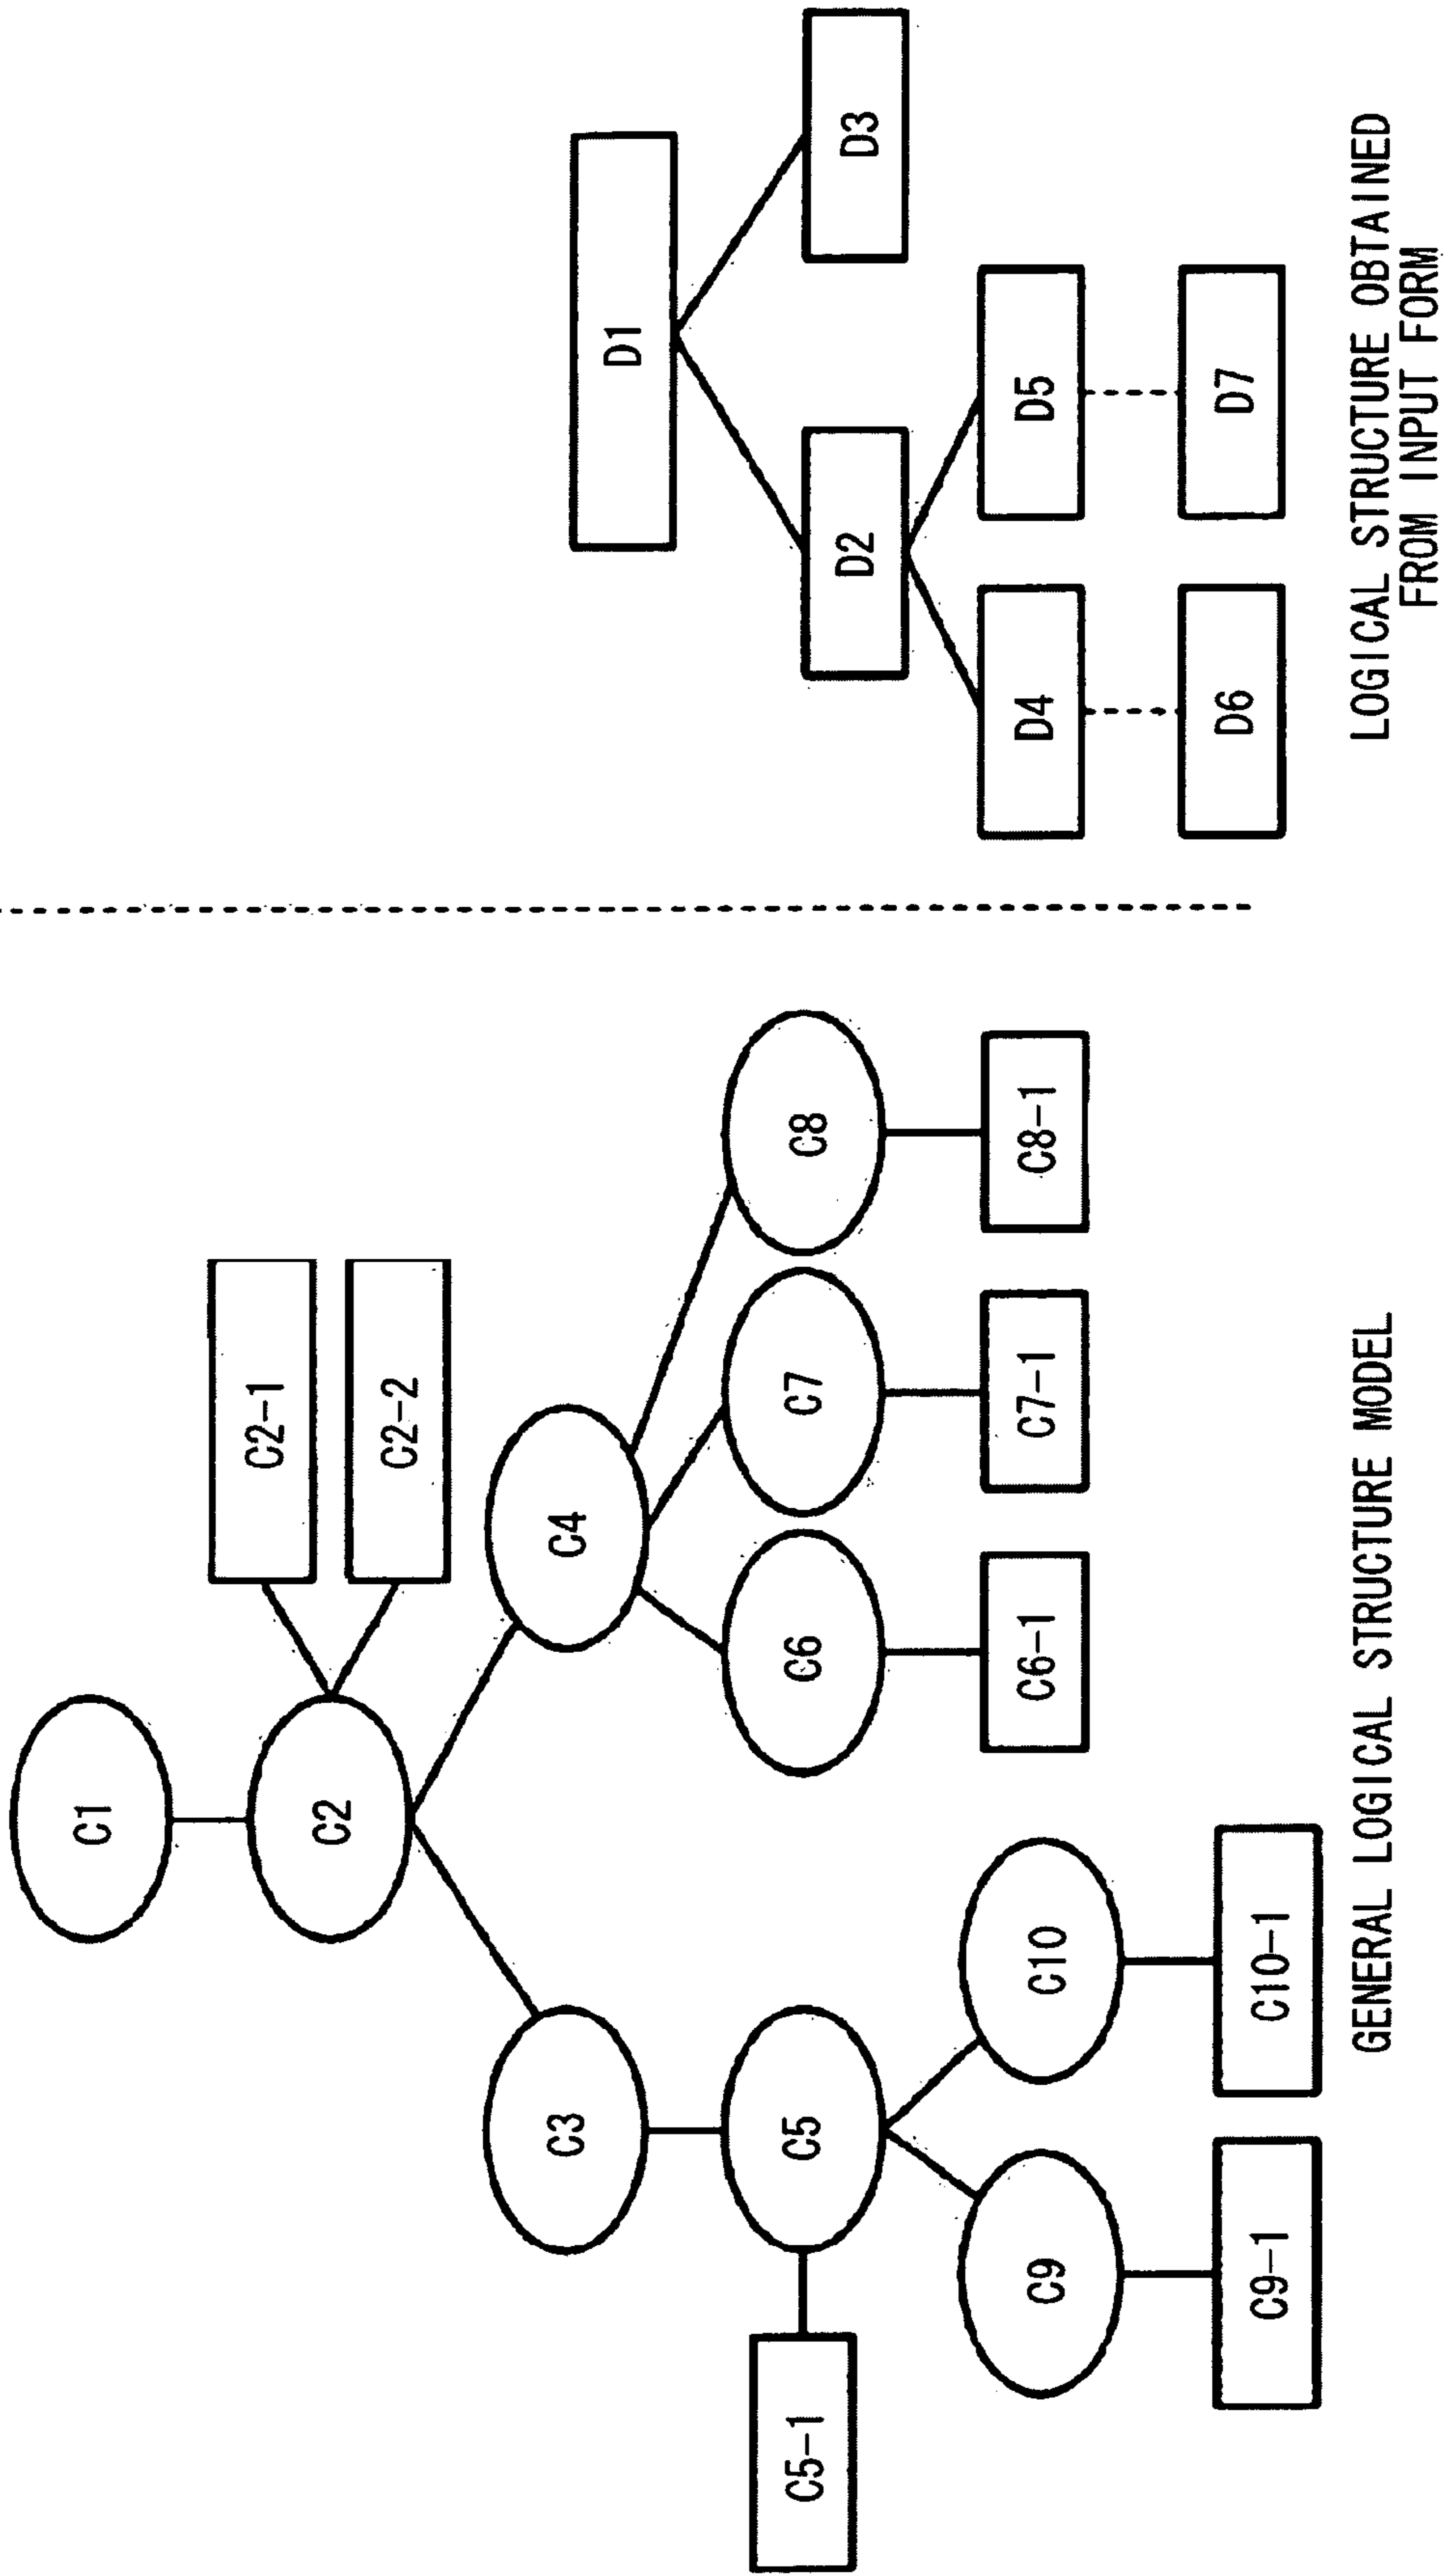 C1
C2
C2-1
C2-2
C3
C4
C5-1
C5
C6
C7
C8
C9
C10
C6-1
C7-1
C8-1
C9-1
C10-1
GENERAL LOGICAL STRUCTURE MODEL
D1
D2
D3
D4
D5
D6
D7
LOGICAL STRUCTURE OBTAINED
FROM INPUT FORM